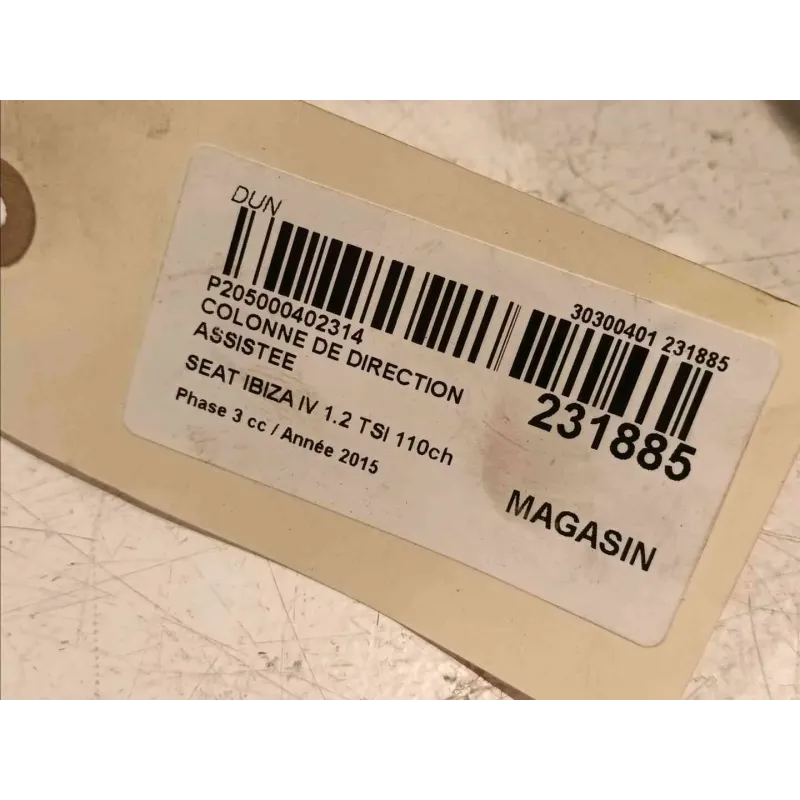 DUN
30300401 231885
P205000402314
COLONNE DE DIRECTION
ASSISTEE
231885
SEAT IBIZA IV 1.2 TSI 110ch
Phase 3 cc / Année 2015
MAGASIN